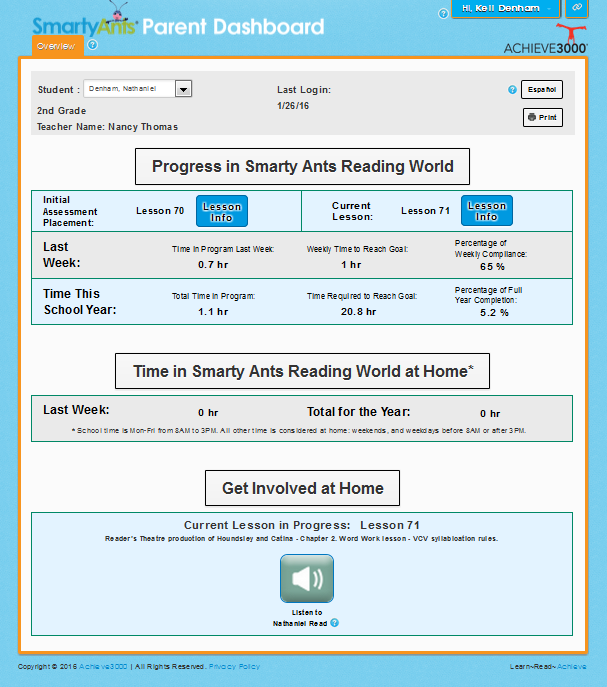 SmartyAnts Parent Dashboard
Hi, Keli Denham
Overview
ACHIEVE3000
Student : Denham, Nathaniel
Last Login:
1/26/16
Español
Print
2nd Grade
Teacher Name: Nancy Thomas
Progress in Smarty Ants Reading World
Initial Assessment Placement: Lesson 70 Lesson Info
Current Lesson: Lesson 71 Lesson Info
Last Week:
Time in Program Last Week:
0.7 hr
Weekly Time to Reach Goal:
1 hr
Percentage of Weekly Compliance:
65 %
Time This School Year:
Total Time in Program:
1.1 hr
Time Required to Reach Goal:
20.8 hr
Percentage of Full Year Completion:
5.2 %
Time in Smarty Ants Reading World at Home*
Last Week: 0 hr Total for the Year: 0 hr
* School time is Mon-Fri from 8AM to 3PM. All other time is considered at home: weekends, and weekdays before 8AM or after 3PM.
Get Involved at Home
Current Lesson in Progress: Lesson 71
Reader's Theatre production of Houndsley and Catina - Chapter 2. Word Work lesson - VCV syllabication rules.
Listen to
Nathaniel Read ?
Copyright © 2016 Achieve3000 | All Rights Reserved. Privacy Policy
Learn~Read~Achieve